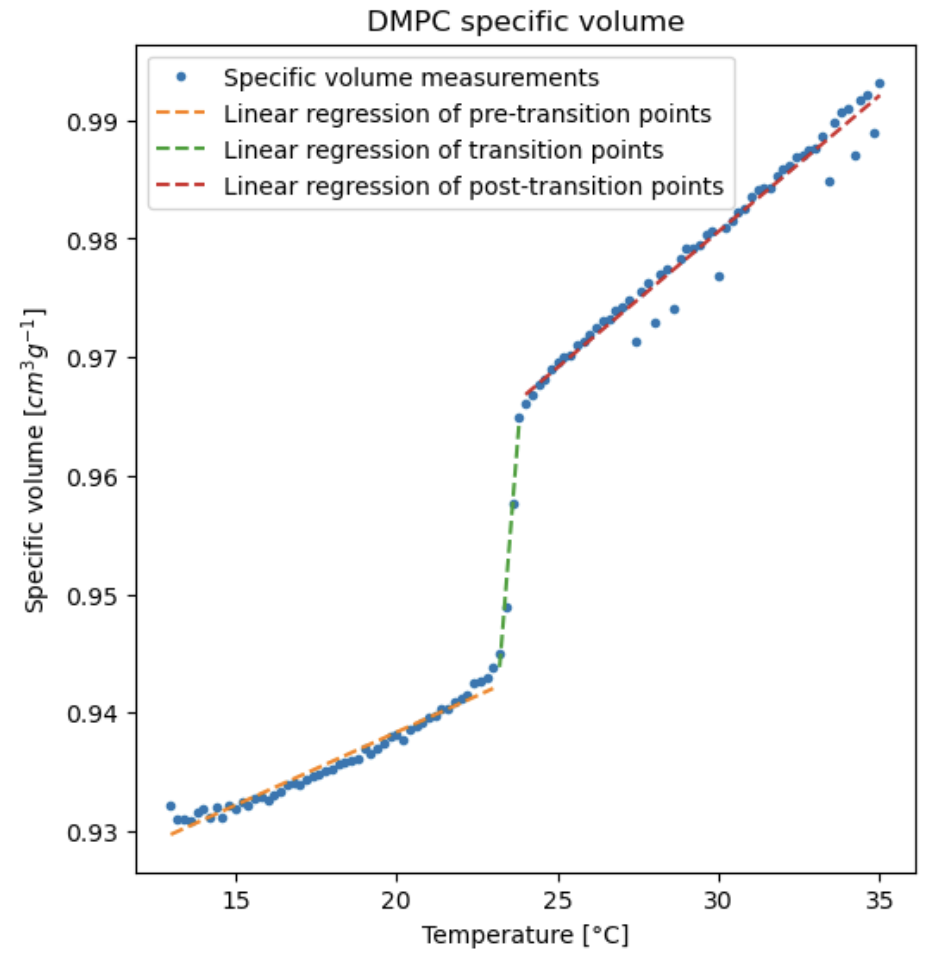 DMPC specific volume
Specific volume measurements
Linear regression of pre-transition points
Linear regression of transition points
Linear regression of post-transition points
Specific volume [cm³g⁻¹]
0.99
0.98
0.97
0.96
0.95
0.94
0.93
15 20 25 30 35
Temperature [°C]